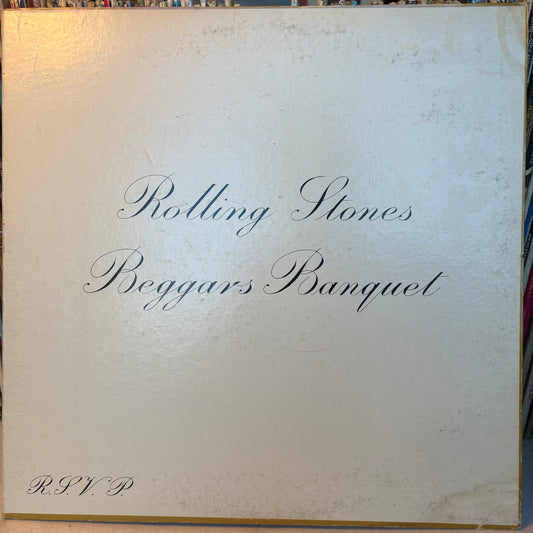 Rolling Stones
Beggars Banquet
R.S.V.P.